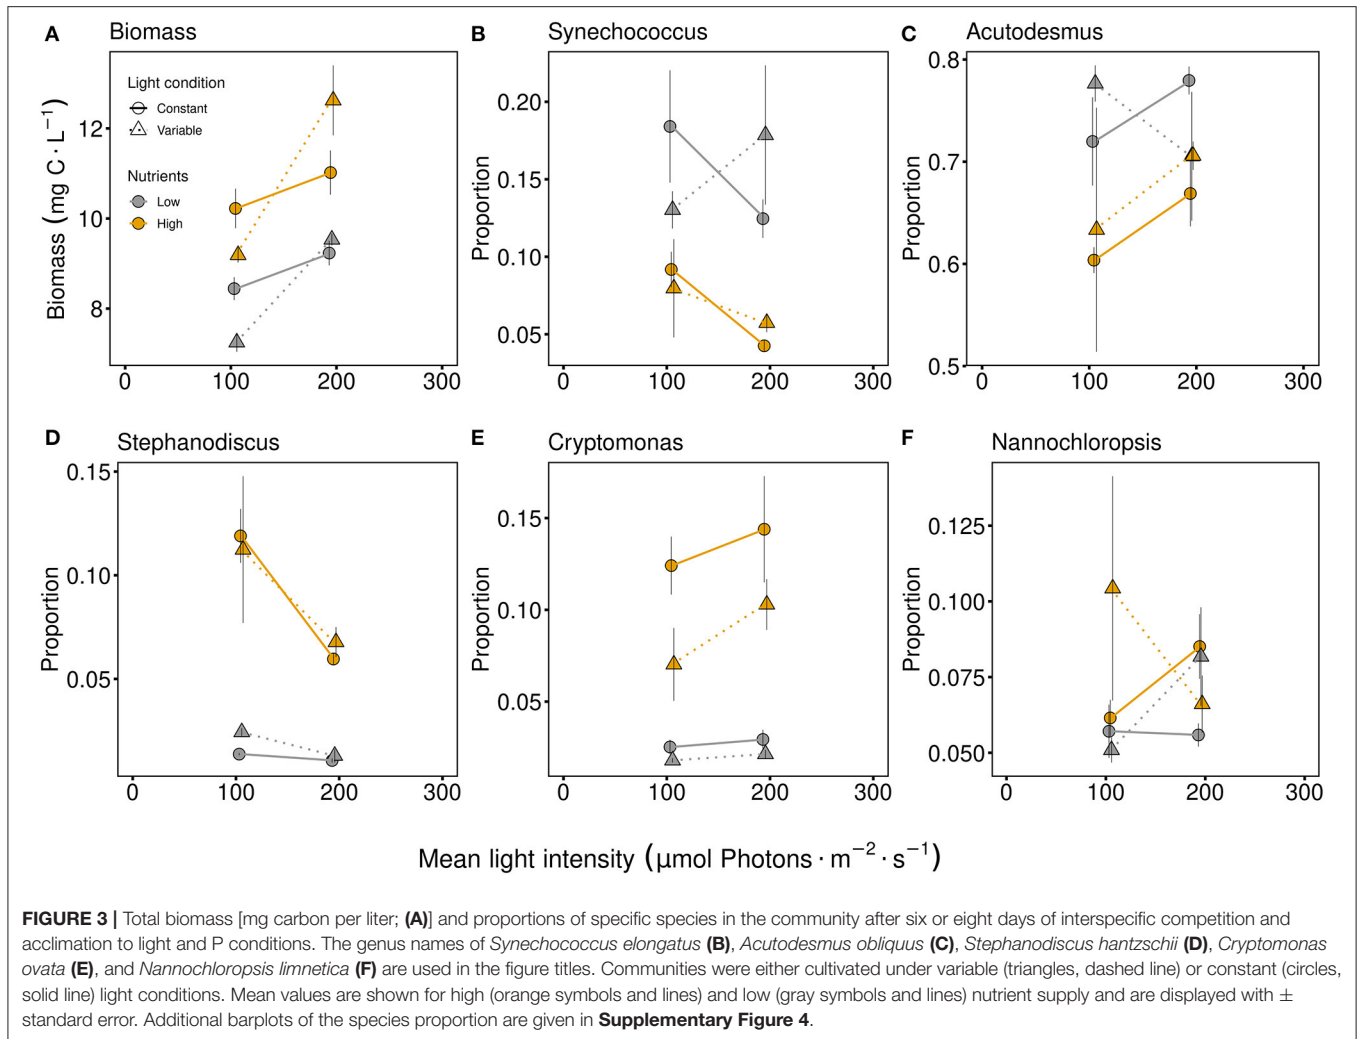 A Biomass
B Synechococcus
C Acutodesmus
Light condition
Constant
Variable
Nutrients
Low
High
Biomass (mg C · L⁻¹)
12
10
8
0 100 200 300
Proportion
0.20
0.15
0.10
0.05
0 100 200 300
Proportion
0.8
0.7
0.6
0.5
0 100 200 300
D Stephanodiscus
E Cryptomonas
F Nannochloropsis
Proportion
0.15
0.10
0.05
0 100 200 300
Proportion
0.15
0.10
0.05
0 100 200 300
Proportion
0.125
0.100
0.075
0.050
0 100 200 300
Mean light intensity (μmol Photons · m⁻² · s⁻¹)
FIGURE 3 | Total biomass [mg carbon per liter; (A)] and proportions of specific species in the community after six or eight days of interspecific competition and
acclimation to light and P conditions. The genus names of Synechococcus elongatus (B), Acutodesmus obliquus (C), Stephanodiscus hantzschii (D), Cryptomonas
ovata (E), and Nannochloropsis limnetica (F) are used in the figure titles. Communities were either cultivated under variable (triangles, dashed line) or constant (circles,
solid line) light conditions. Mean values are shown for high (orange symbols and lines) and low (gray symbols and lines) nutrient supply and are displayed with ±
standard error. Additional barplots of the species proportion are given in Supplementary Figure 4.